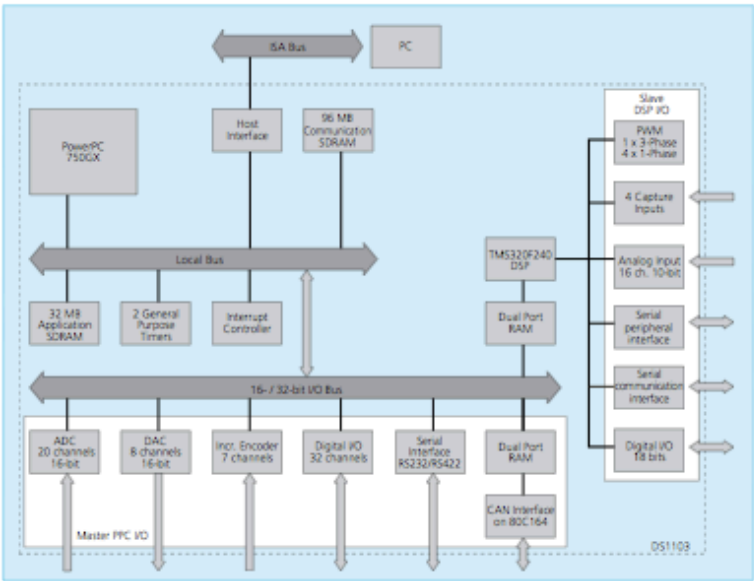 ISA Bus
PC
PowerPC
750GX
Host
Interface
96 MB
Communication
SDRAM
Slave
DSP I/O
PWM
1 x 3-Phase
4 x 1-Phase
4 Capture
Inputs
Local Bus
TMS320F240
DSP
Analog Input
16 ch. 10-bit
32 MB
Application
SDRAM
2 General
Purpose
Timers
Interrupt
Controller
Dual Port
RAM
Serial
peripheral
interface
16- / 32-bit I/O Bus
Serial
communication
interface
ADC
20 channels
16-bit
DAC
8 channels
16-bit
Incr. Encoder
7 channels
Digital I/O
32 channels
Serial
Interface
RS232/RS422
Dual Port
RAM
Digital I/O
18 bits
CAN Interface
on 80C164
Master PPC I/O
DS1103